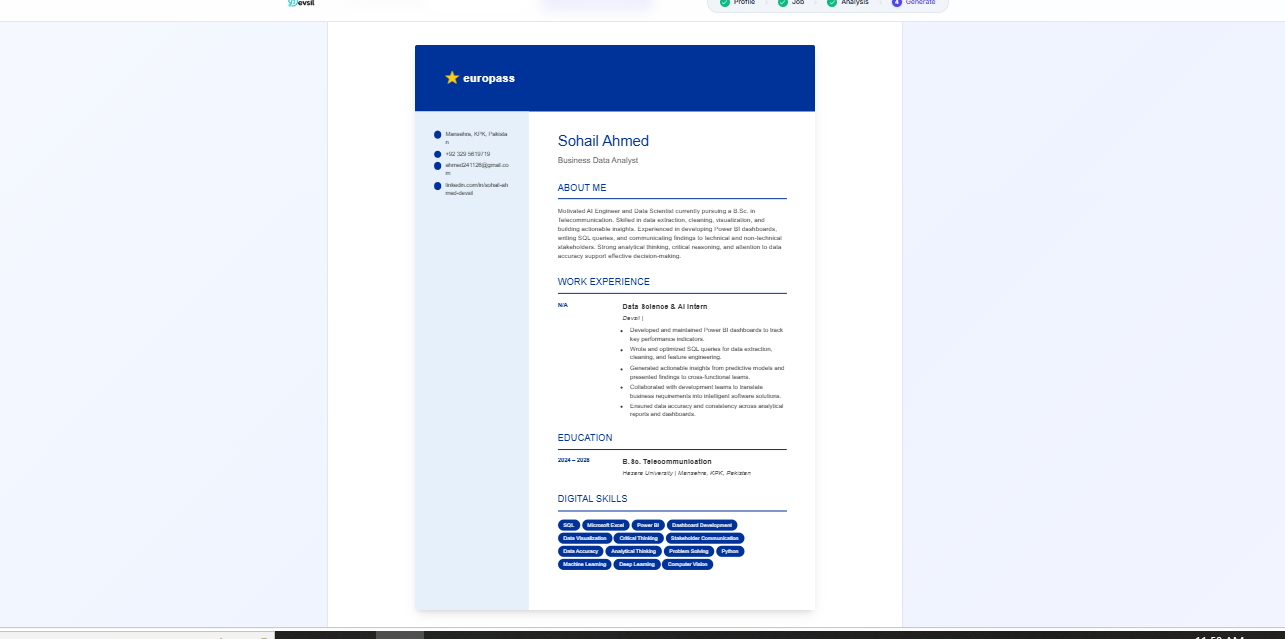 Devsil
Profile
Job
Analysis
4
Generate
europass
Mansehra, KPK, Pakista
n
+92 329 5619719
ahmed241128@gmail.co
m
linkedin.com/in/sohail-ah
med-devsil
Sohail Ahmed
Business Data Analyst
ABOUT ME
Motivated AI Engineer and Data Scientist currently pursuing a B.Sc. in
Telecommunication. Skilled in data extraction, cleaning, visualization, and
building actionable insights. Experienced in developing Power BI dashboards,
writing SQL queries, and communicating findings to technical and non-technical
stakeholders. Strong analytical thinking, critical reasoning, and attention to data
accuracy support effective decision-making.
WORK EXPERIENCE
N/A
Data Science & AI Intern
Devsil |
• Developed and maintained Power BI dashboards to track
key performance indicators.
• Wrote and optimized SQL queries for data extraction,
cleaning, and feature engineering.
• Generated actionable insights from predictive models and
presented findings to cross-functional teams.
• Collaborated with development teams to translate
business requirements into intelligent software solutions.
• Ensured data accuracy and consistency across analytical
reports and dashboards.
EDUCATION
2024 – 2028
B.Sc. Telecommunication
Hazara University | Mansehra, KPK, Pakistan
DIGITAL SKILLS
SQL Microsoft Excel Power BI Dashboard Development
Data Visualization Critical Thinking Stakeholder Communication
Data Accuracy Analytical Thinking Problem Solving Python
Machine Learning Deep Learning Computer Vision